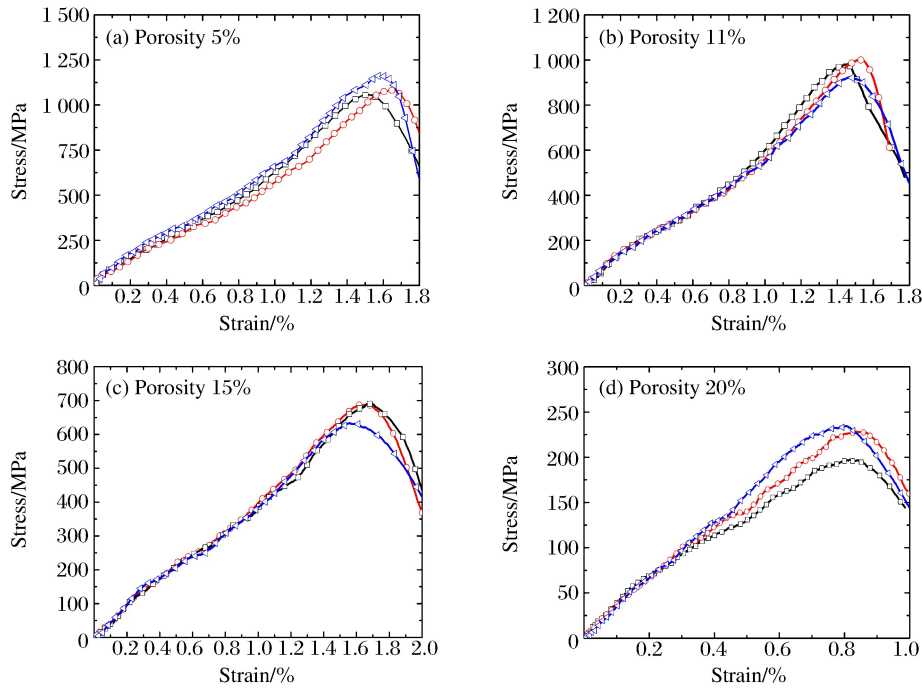 (a) Porosity 5%
Stress/MPa
1 500
1 250
1 000
750
500
250
0
0.2 0.4 0.6 0.8 1.0 1.2 1.4 1.6 1.8
Strain/%
(b) Porosity 11%
Stress/MPa
1 200
1 000
800
600
400
200
0
0.2 0.4 0.6 0.8 1.0 1.2 1.4 1.6 1.8
Strain/%
(c) Porosity 15%
Stress/MPa
800
700
600
500
400
300
200
100
0
0.2 0.4 0.6 0.8 1.0 1.2 1.4 1.6 1.8 2.0
Strain/%
(d) Porosity 20%
Stress/MPa
300
250
200
150
100
50
0
0.2 0.4 0.6 0.8 1.0
Strain/%